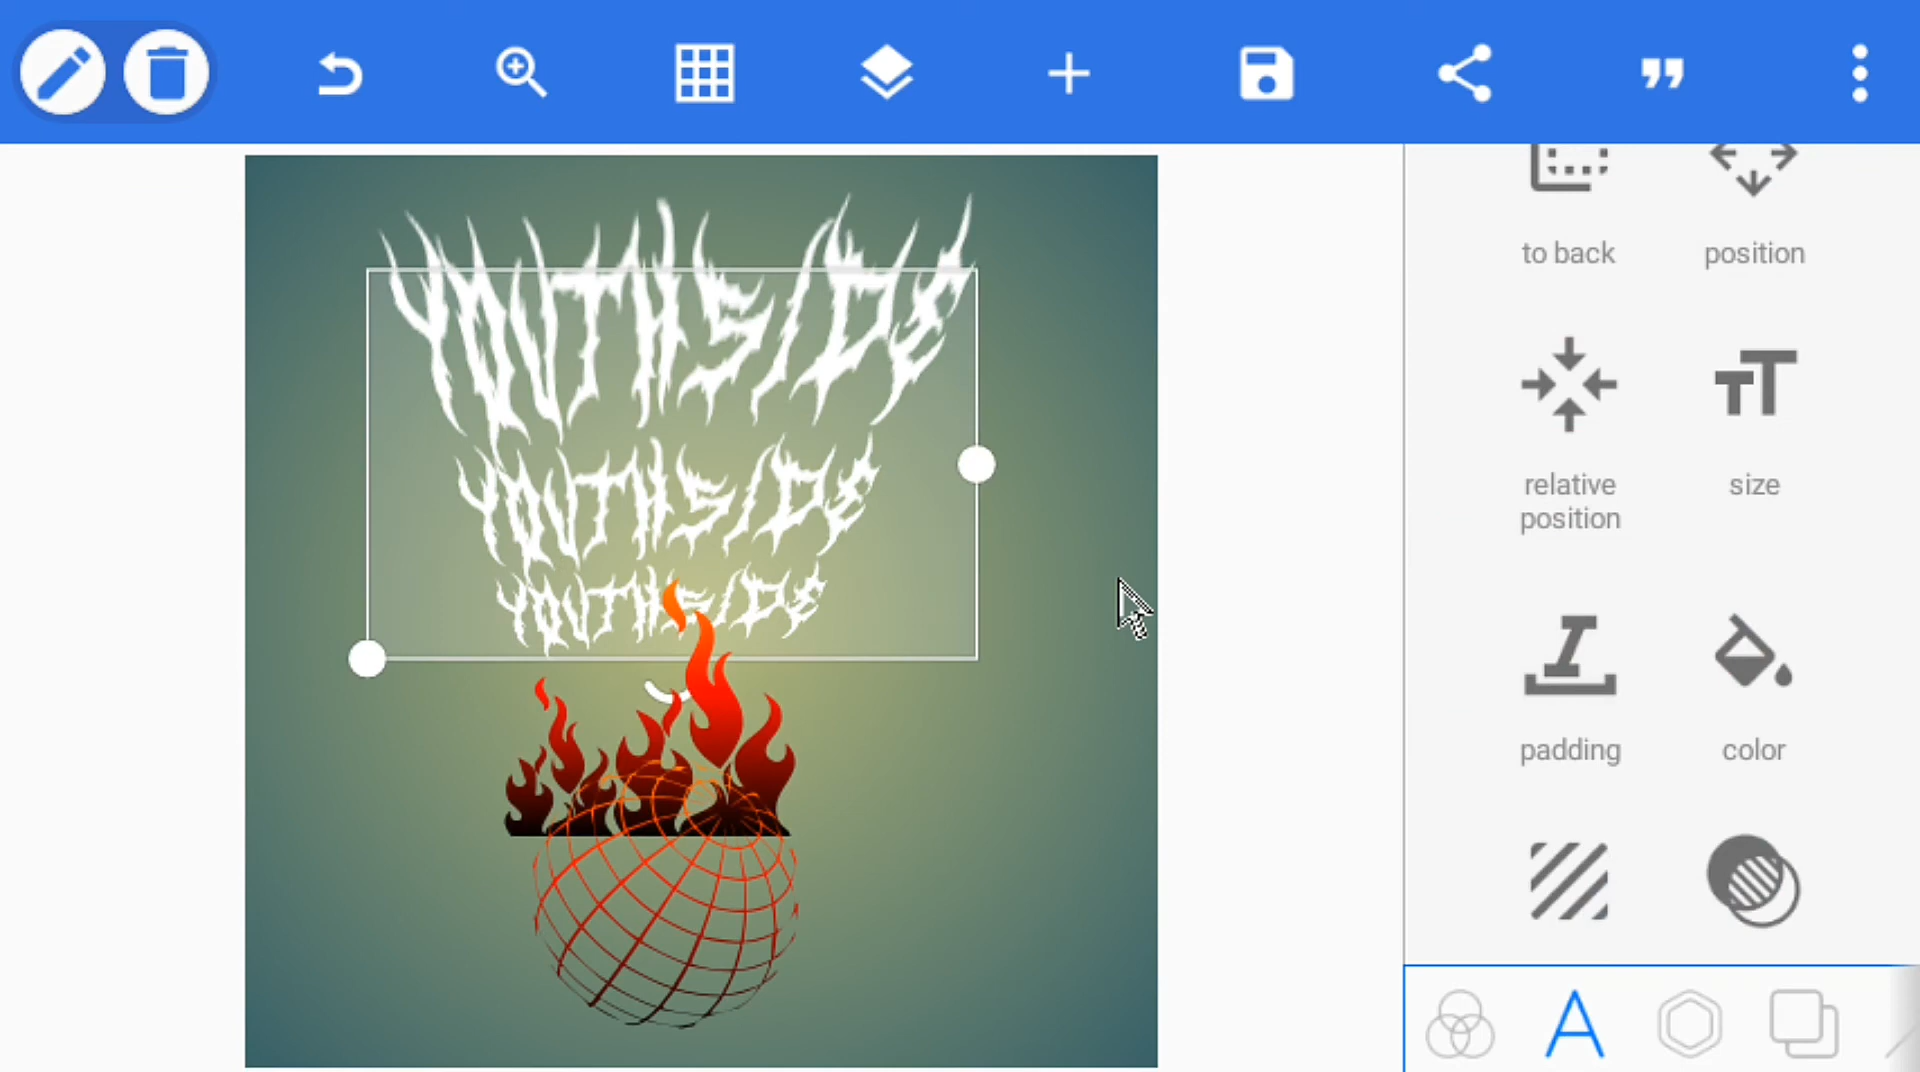 YOUTHSIDE
YOUTHSIDE
YOUTHSIDE
to back
position
relative
position
size
padding
color